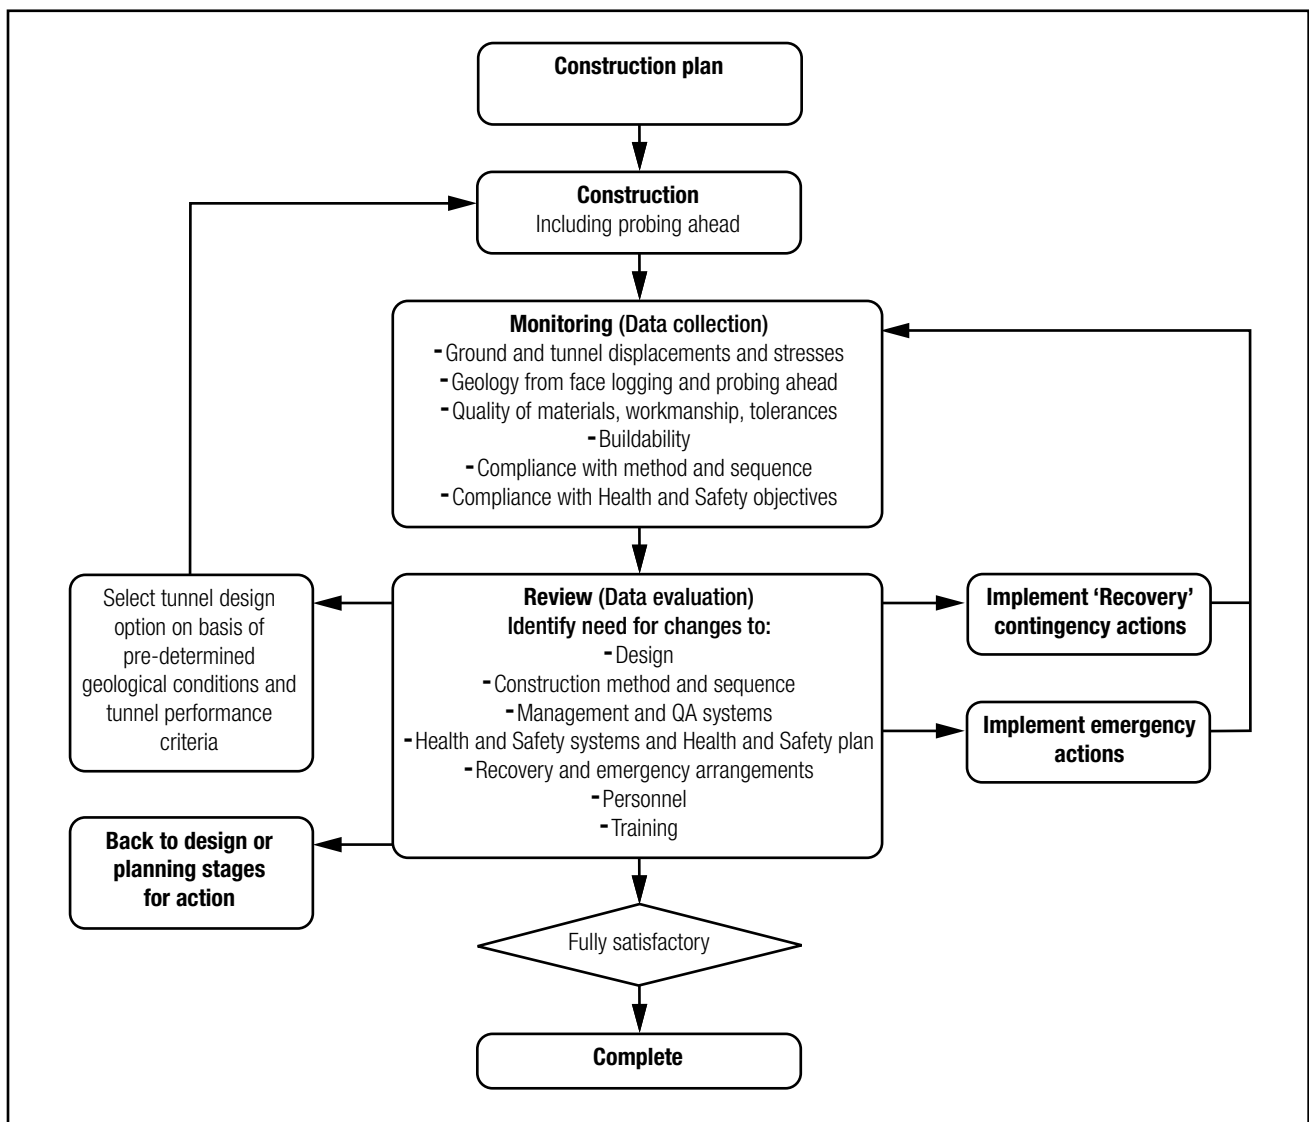 Construction plan
Construction
Including probing ahead
Monitoring (Data collection)
-Ground and tunnel displacements and stresses
-Geology from face logging and probing ahead
-Quality of materials, workmanship, tolerances
-Buildability
-Compliance with method and sequence
-Compliance with Health and Safety objectives
Select tunnel design
option on basis of
pre-determined
geological conditions and
tunnel performance
criteria
Review (Data evaluation)
Identify need for changes to:
-Design
-Construction method and sequence
-Management and QA systems
-Health and Safety systems and Health and Safety plan
-Recovery and emergency arrangements
-Personnel
-Training
Implement ‘Recovery’
contingency actions
Implement emergency
actions
Back to design or
planning stages
for action
Fully satisfactory
Complete